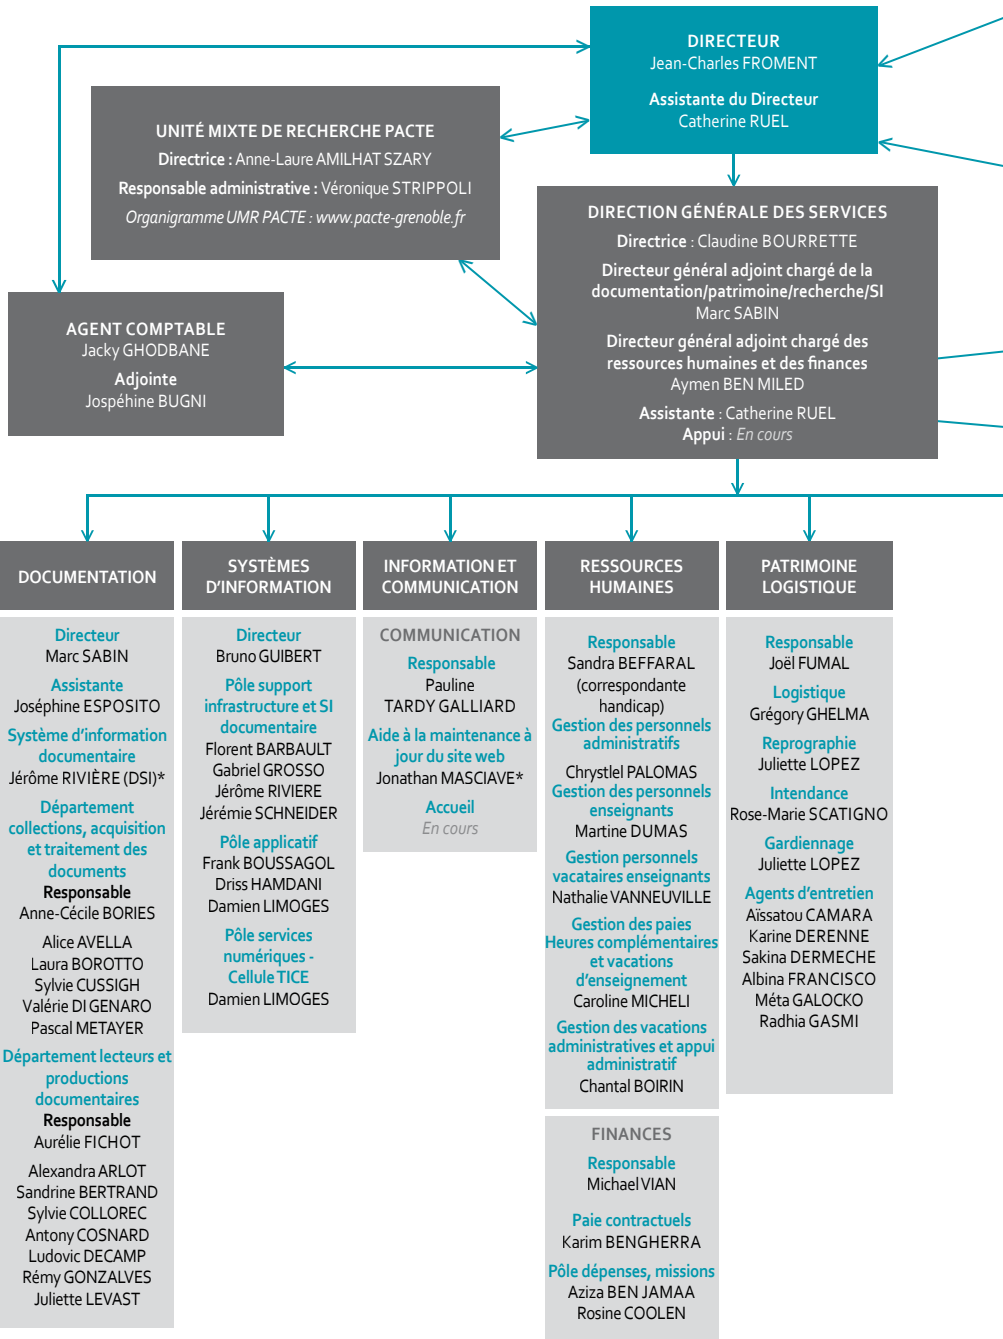 DIRECTEUR
Jean-Charles FROMENT
Assistante du Directeur
Catherine RUEL
UNITÉ MIXTE DE RECHERCHE PACTE
Directrice : Anne-Laure AMILHAT SZARY
Responsable administrative : Véronique STRIPPOLI
Organigramme UMR PACTE : www.pacte-grenoble.fr
DIRECTION GÉNÉRALE DES SERVICES
Directrice : Claudine BOURRETTE
Directeur général adjoint chargé de la
documentation/patrimoine/recherche/SI
Marc SABIN
Directeur général adjoint chargé des
ressources humaines et des finances
Aymen BEN MILED
Assistante : Catherine RUEL
Appui : En cours
AGENT COMPTABLE
Jacky GHODBANE
Adjointe
Jospéhine BUGNI
DOCUMENTATION
Directeur
Marc SABIN
Assistante
Joséphine ESPOSITO
Système d'information
documentaire
Jérôme RIVIÈRE (DSI)*
Département
collections, acquisition
et traitement des
documents
Responsable
Anne-Cécile BORIES
Alice AVELLA
Laura BOROTTO
Sylvie CUSSIGH
Valérie DI GENARO
Pascal METAYER
Département lecteurs et
productions
documentaires
Responsable
Aurélie FICHOT
Alexandra ARLOT
Sandrine BERTRAND
Sylvie COLLOREC
Antony COSNARD
Ludovic DECAMP
Rémy GONZALVES
Juliette LEVAST
SYSTÈMES
D'INFORMATION
Directeur
Bruno GUIBERT
Pôle support
infrastructure et SI
documentaire
Florent BARBAULT
Gabriel GROSSO
Jérôme RIVIERE
Jérémie SCHNEIDER
Pôle applicatif
Frank BOUSSAGOL
Driss HAMDANI
Damien LIMOGES
Pôle services
numériques -
Cellule TICE
Damien LIMOGES
INFORMATION ET
COMMUNICATION
COMMUNICATION
Responsable
Pauline
TARDY GALLIARD
Aide à la maintenance à
jour du site web
Jonathan MASCIAVE*
Accueil
En cours
RESSOURCES
HUMAINES
Responsable
Sandra BEFFARAL
(correspondante
handicap)
Gestion des personnels
administratifs
Chrystlel PALOMAS
Gestion des personnels
enseignants
Martine DUMAS
Gestion personnels
vacataires enseignants
Nathalie VANNEUVILLE
Gestion des paies
Heures complémentaires
et vacations
d'enseignement
Caroline MICHELI
Gestion des vacations
administratives et appui
administratif
Chantal BOIRIN
FINANCES
Responsable
Michael VIAN
Paie contractuels
Karim BENGHERRA
Pôle dépenses, missions
Aziza BEN JAMAA
Rosine COOLEN
PATRIMOINE
LOGISTIQUE
Responsable
Joël FUMAL
Logistique
Grégory GHELMA
Reprographie
Juliette LOPEZ
Intendance
Rose-Marie SCATIGNO
Gardiennage
Juliette LOPEZ
Agents d'entretien
Aïssatou CAMARA
Karine DERENNE
Sakina DERMECHE
Albina FRANCISCO
Méta GALOCKO
Radhia GASMI